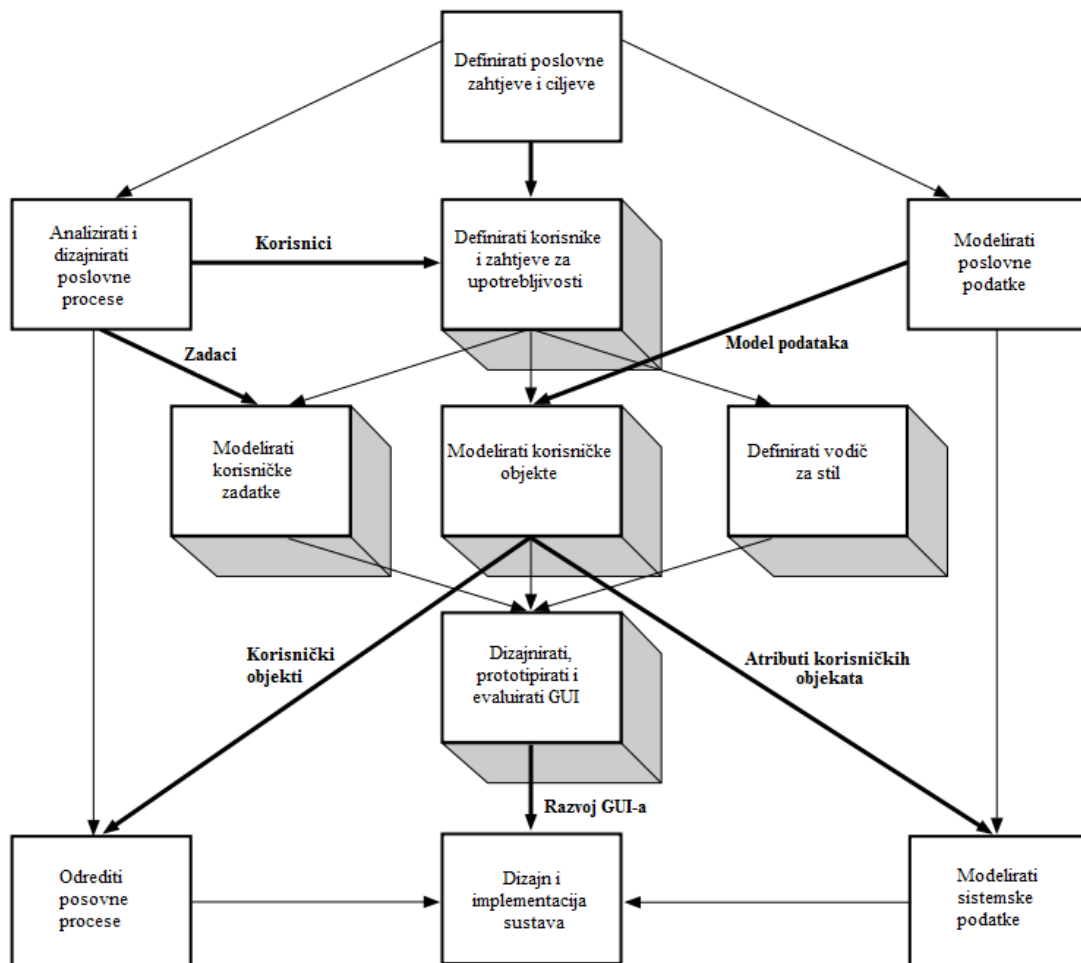 Definirati poslovne
zahtjeve i ciljeve
Analizirati i
dizajnirati
poslovne
procese
Korisnici
Definirati korisnike
i zahtjeve za
upotrebljivosti
Modelirati
poslovne
podatke
Zadaci
Model podataka
Modelirati
korisničke
zadatke
Modelirati korisničke
objekte
Definirati vodič
za stil
Korisnički
objekti
Dizajnirati,
prototipirati i
evaluirati GUI
Atributi korisničkih
objekata
Razvoj GUI-a
Odrediti
posovne
procese
Dizajn i
implementacija
sustava
Modelirati
sistemske
podatke